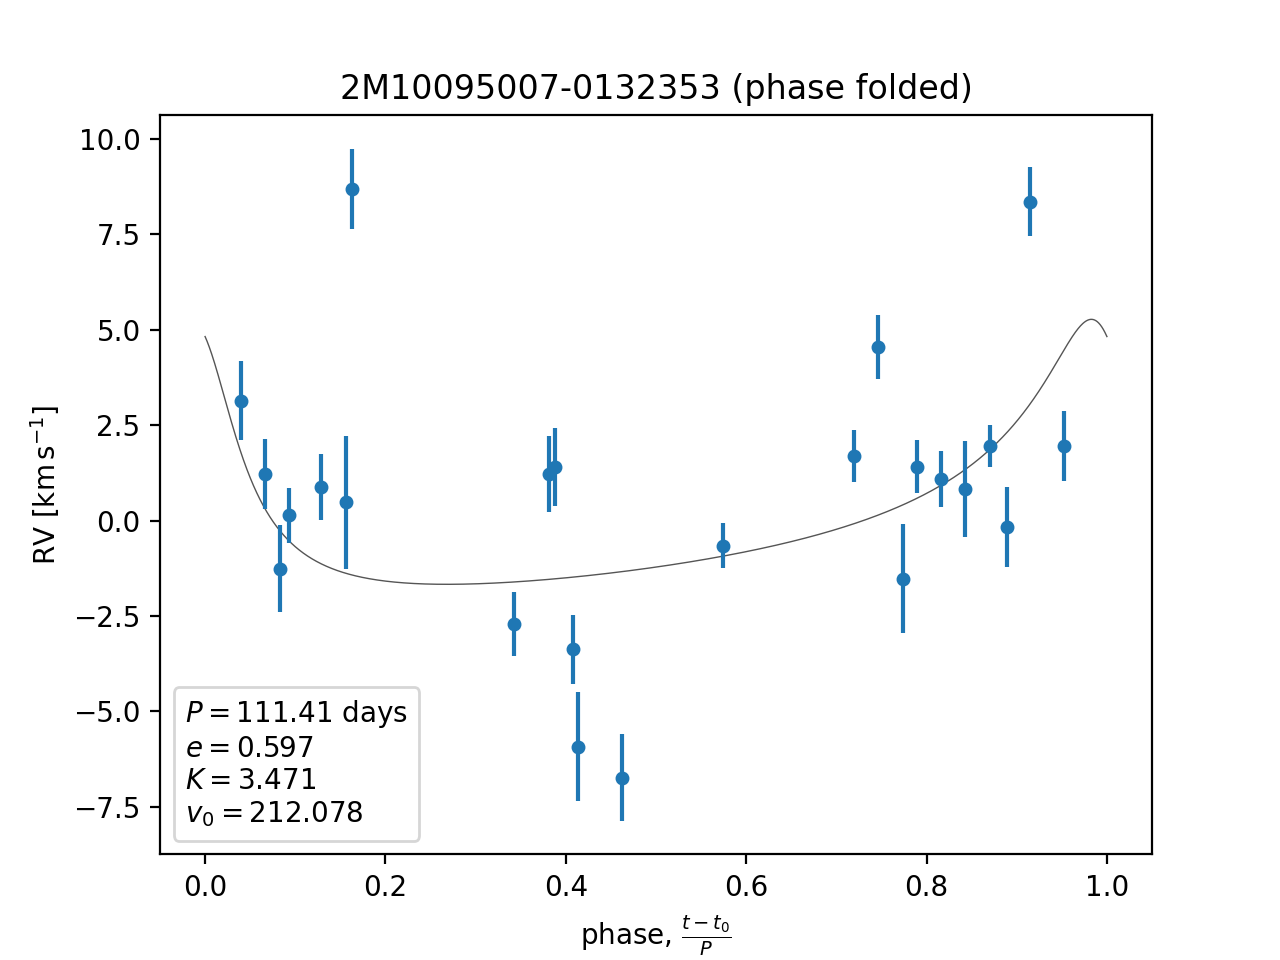 2M10095007-0132353 (phase folded)
RV [km s⁻¹]
10.0
7.5
5.0
2.5
0.0
−2.5
−5.0
−7.5
P = 111.41 days
e = 0.597
K = 3.471
v₀ = 212.078
0.0 0.2 0.4 0.6 0.8 1.0
phase, (t − t₀)/P